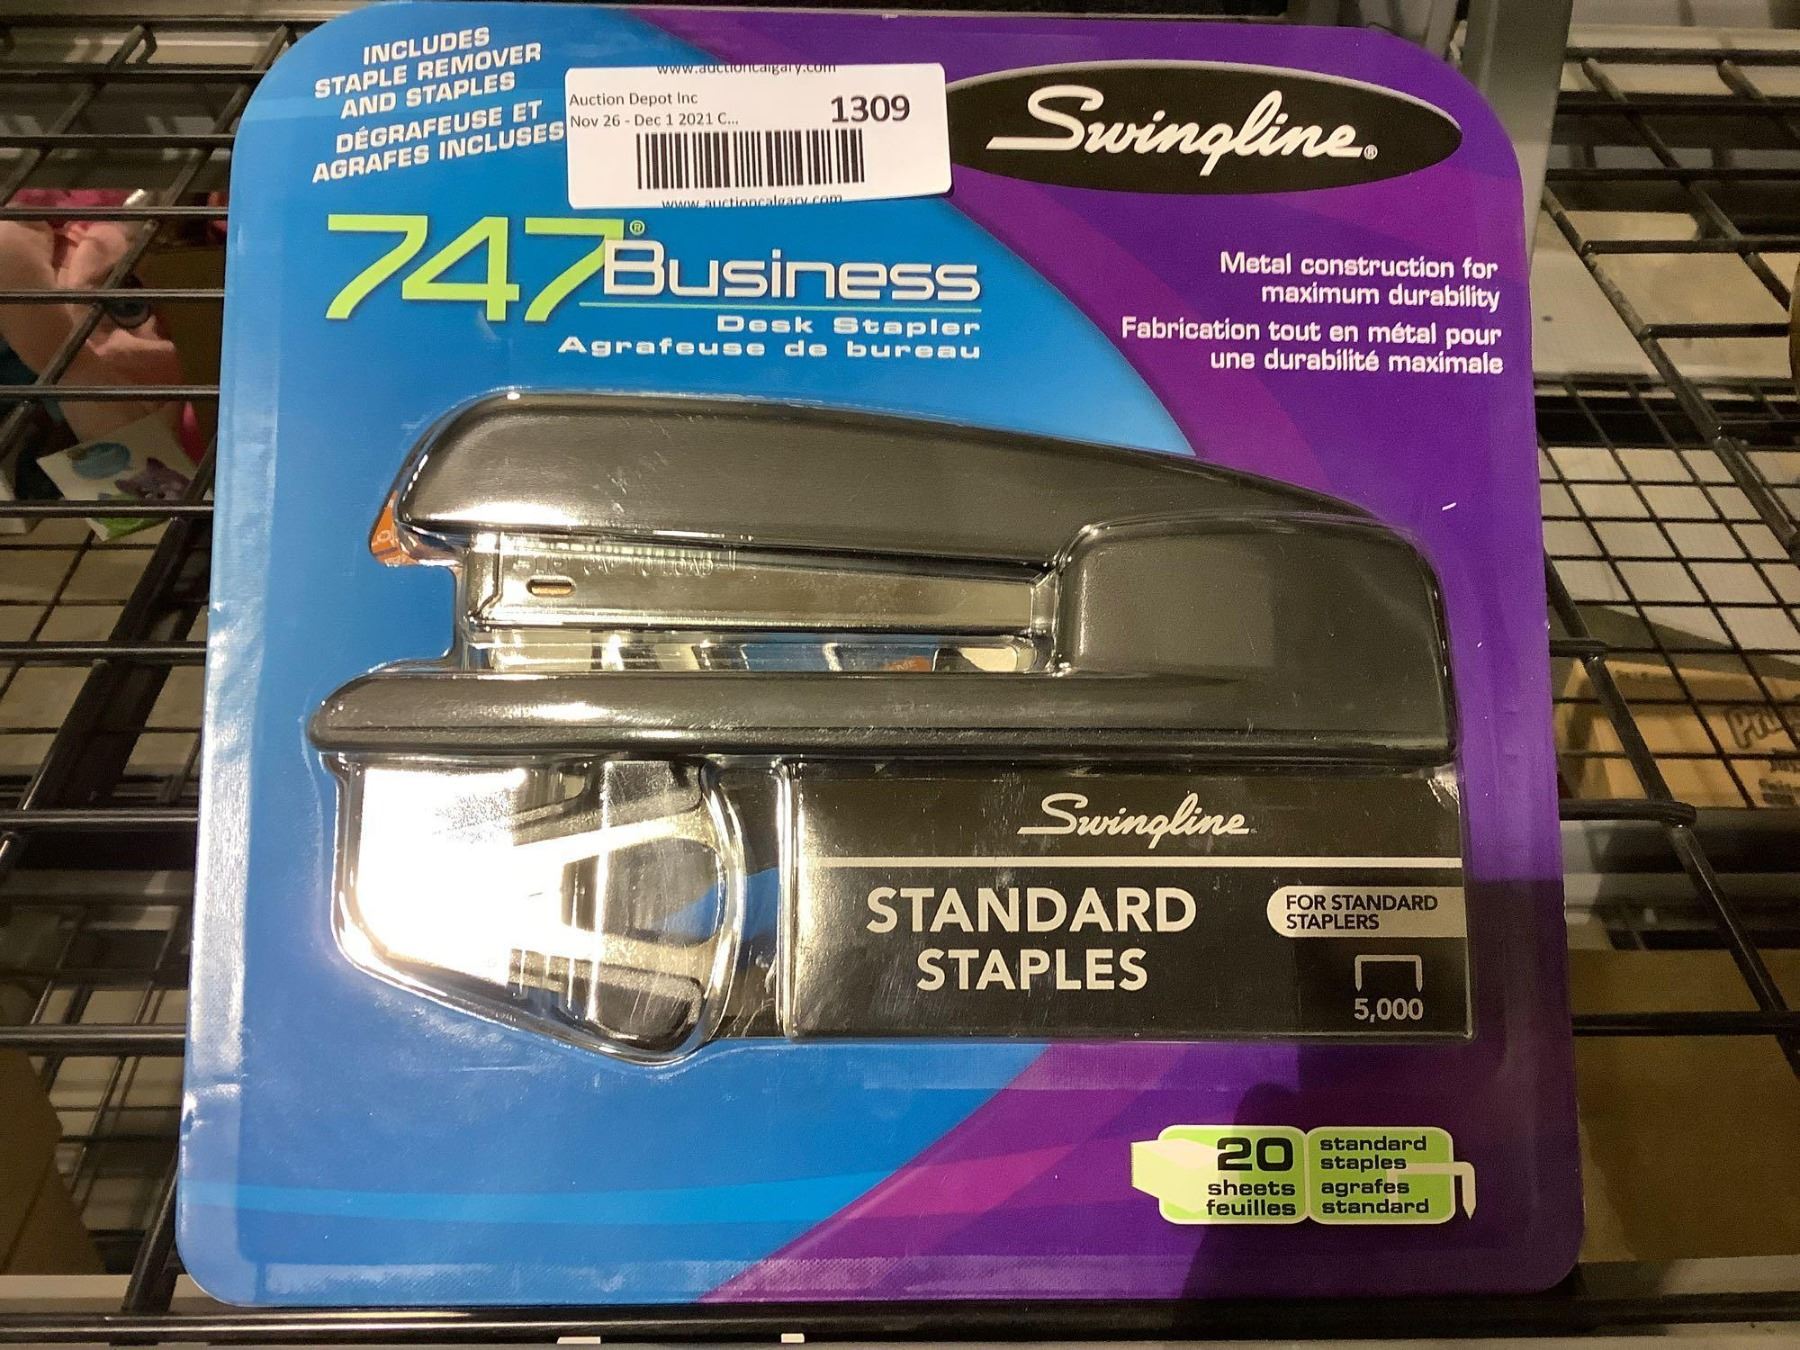 INCLUDES
STAPLE REMOVER
AND STAPLES
DÉGRAFEUSE ET
AGRAFES INCLUSES
www.auctioncalgary.com
Auction Depot Inc
1309
Nov 26 - Dec 1 2021 C...
www.auctioncalgary.com
Swingline®
747®Business
Desk Stapler
Agrafeuse de bureau
Metal construction for
maximum durability
Fabrication tout en métal pour
une durabilité maximale
Swingline
STANDARD
STAPLES
FOR STANDARD
STAPLERS
5,000
20
sheets
feuilles
standard
staples
agrafes
standard